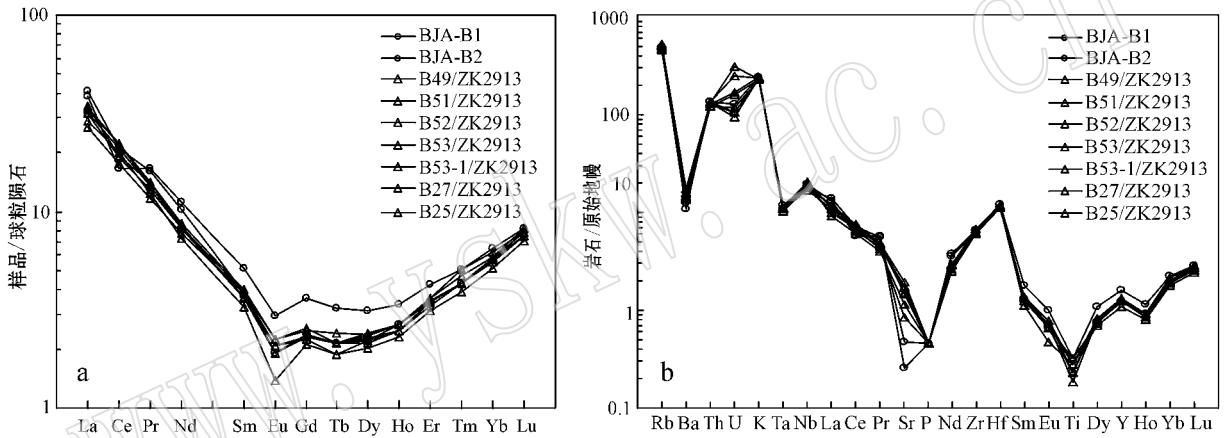 100
10
1
样品/球粒陨石
BJA-B1
BJA-B2
B49/ZK2913
B51/ZK2913
B52/ZK2913
B53/ZK2913
B53-1/ZK2913
B27/ZK2913
B25/ZK2913
a
La Ce Pr Nd Sm Eu Gd Tb Dy Ho Er Tm Yb Lu
1000
100
10
1
0.1
岩石/原始地幔
BJA-B1
BJA-B2
B49/ZK2913
B51/ZK2913
B52/ZK2913
B53/ZK2913
B53-1/ZK2913
B27/ZK2913
B25/ZK2913
b
Rb Ba Th U K Ta Nb La Ce Pr Sr P Nd Zr Hf Sm Eu Ti Dy Y Ho Yb Lu
www.yskw.ac.cn